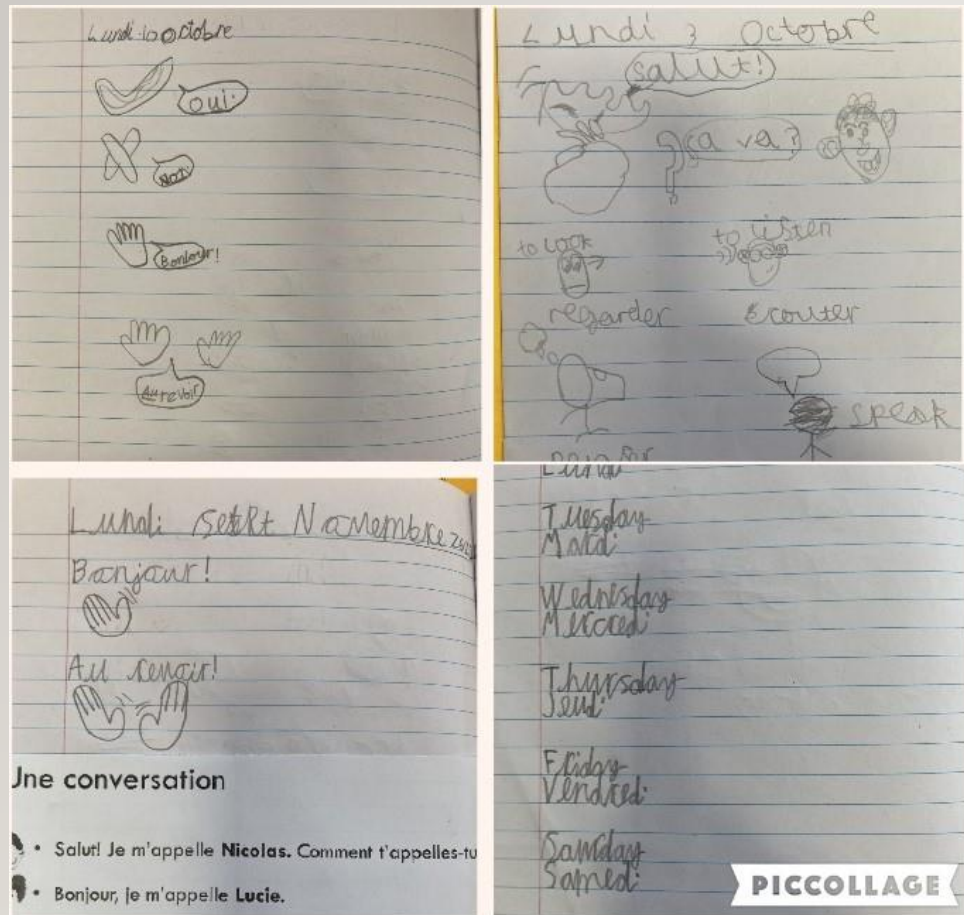 Lundi 10 Octobre
oui.
Non
Bonjour!
Au revoir
Lundi 3 Octobre
salut!
sa va?
to look
to listen
regarder
écouter
speak
Lundi
Bonjour!
Au revoir!
Une conversation
• Salut! Je m'appelle Nicolas. Comment t'appelles-tu
• Bonjour, je m'appelle Lucie.
Lundi
Tuesday
Mardi
Wednesday
Mercredi
Thursday
Jeudi
Friday
Vendredi
Samedi
PICCOLLAGE